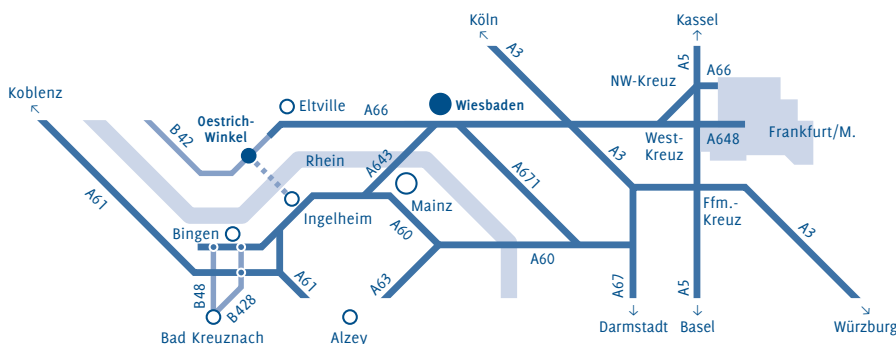 Köln
Kassel
A3
A5
NW-Kreuz
A66
Koblenz
Eltville
Oestrich-
Winkel
A66
Wiesbaden
B42
West-
Kreuz
A648
Frankfurt/M.
Rhein
A643
A3
A671
A61
Mainz
Ingelheim
Ffm.-
Kreuz
Bingen
A60
A3
A60
A61
A63
A67
A5
B48
B428
Bad Kreuznach
Alzey
Darmstadt
Basel
Würzburg